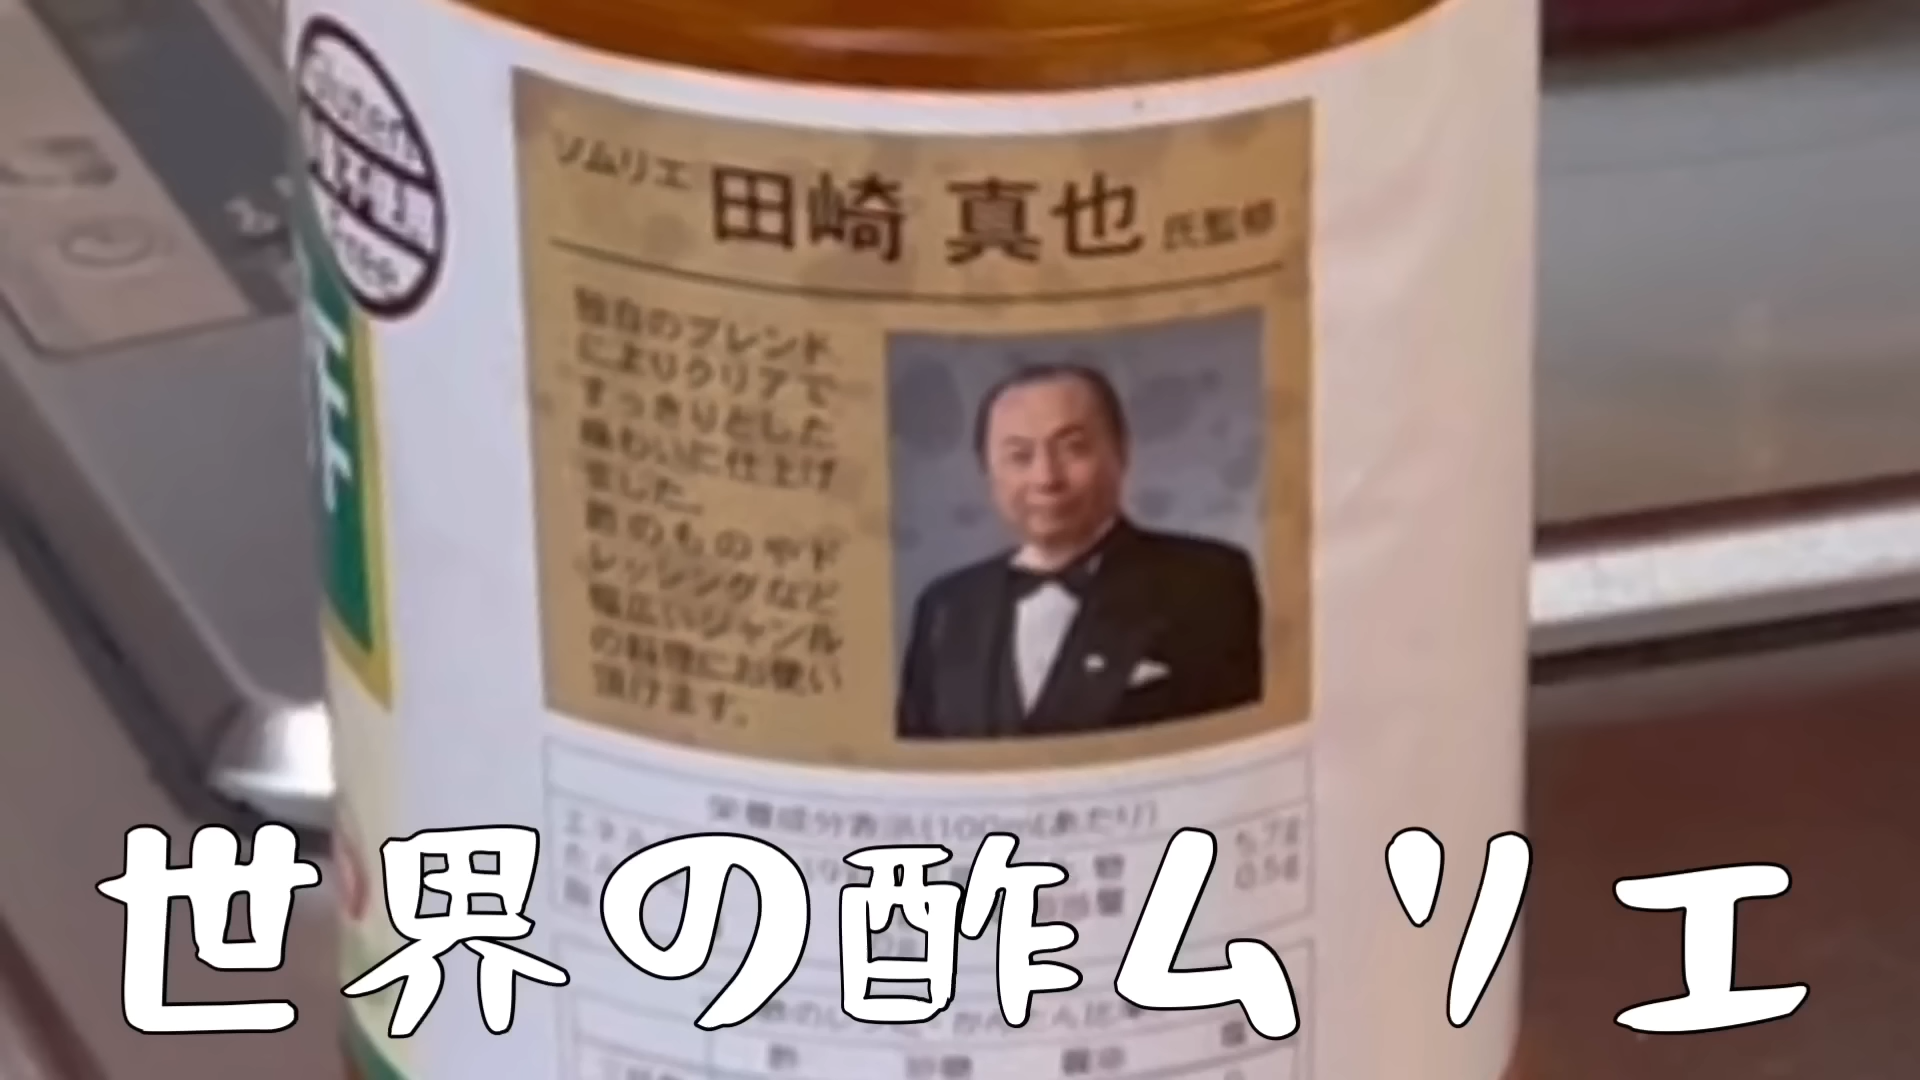 ソムリエ 田崎 真也 氏監修
独自のブレンド
によりクリアで
すっきりとした
味わいに仕上げ
ました。
酢のものやド
レッシングなど
幅広いジャンル
の料理にお使い
頂けます。
栄養成分表示(100mlあたり)
世界の酢ムリエ